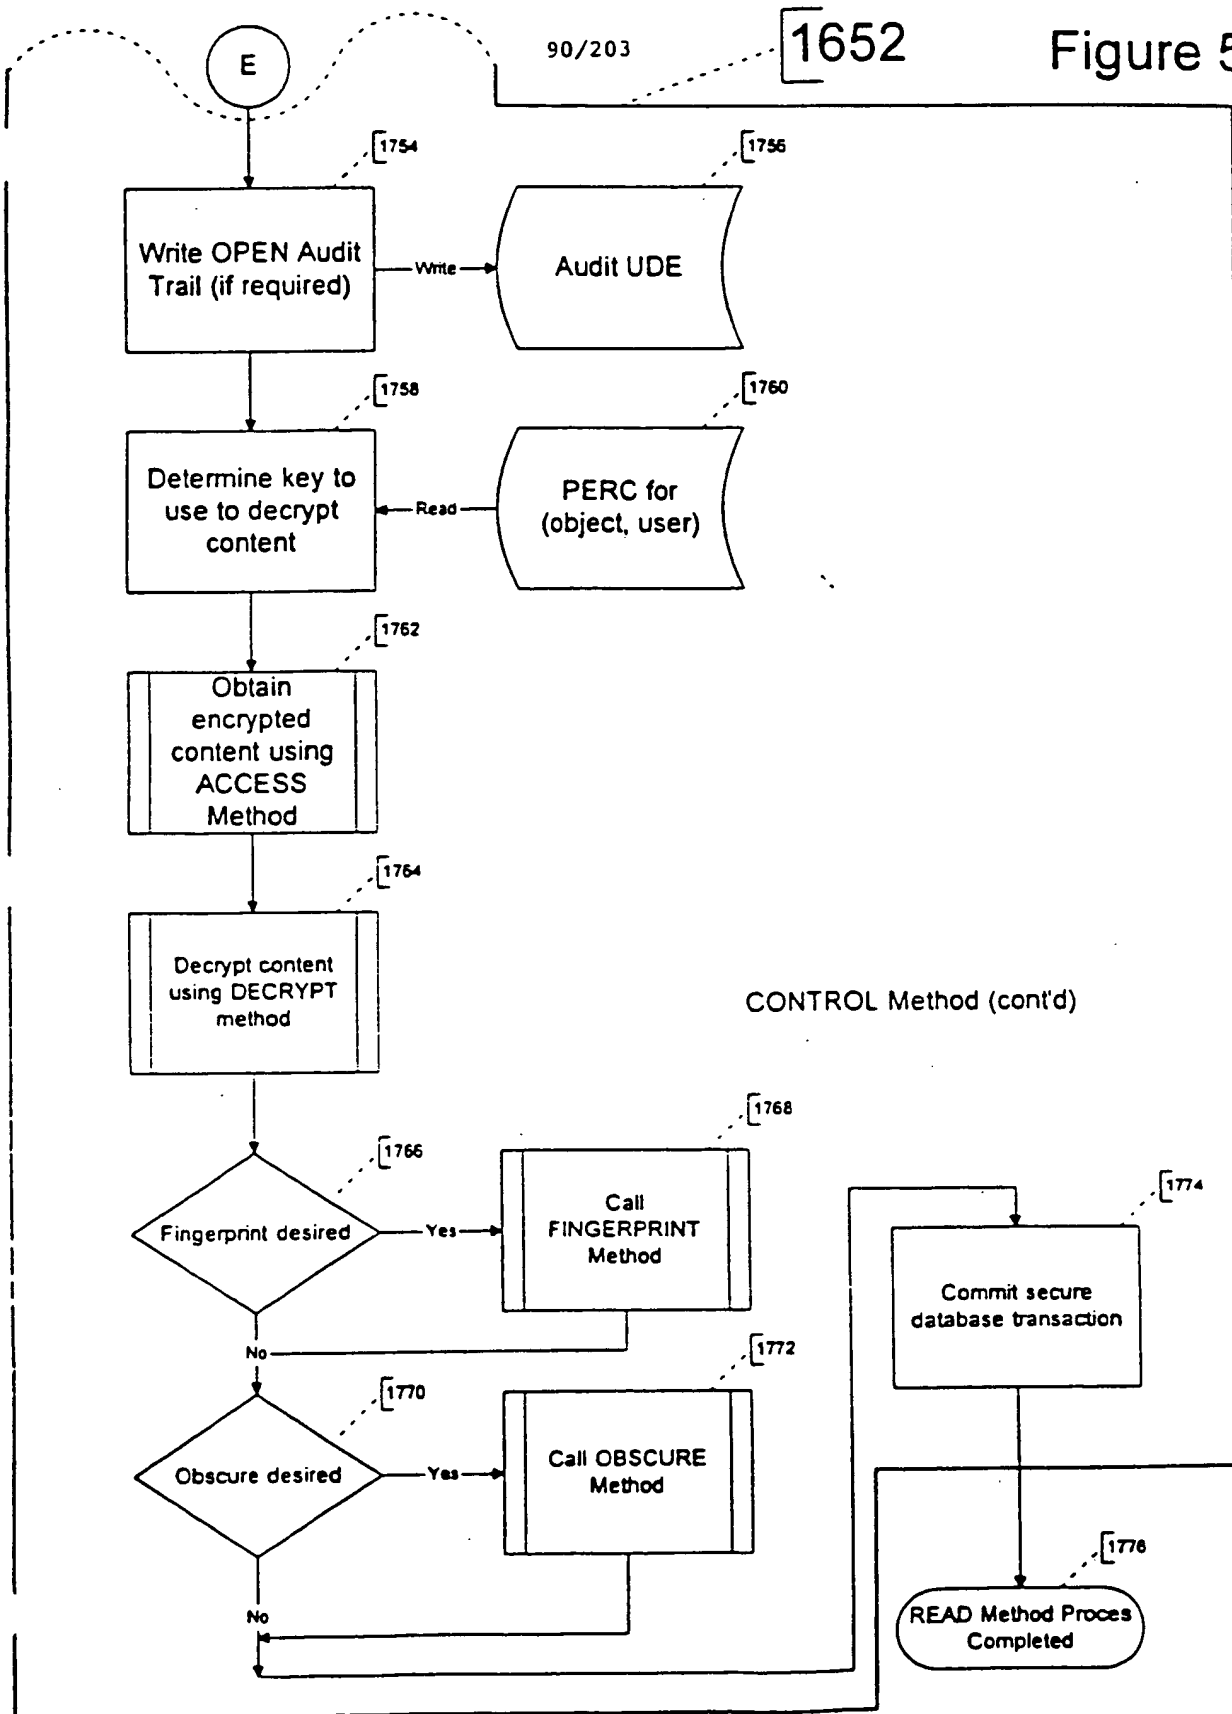 E
90/203
1652
Figure 5
1754
1756
Write OPEN Audit
Trail (if required)
Write
Audit UDE
1758
1760
Determine key to
use to decrypt
content
Read
PERC for
(object, user)
1762
Obtain
encrypted
content using
ACCESS
Method
1764
Decrypt content
using DECRYPT
method
CONTROL Method (cont'd)
1766
1768
Fingerprint desired
Yes
Call
FINGERPRINT
Method
No
1770
1772
Obscure desired
Yes
Call OBSCURE
Method
No
1774
Commit secure
database transaction
1776
READ Method Proces
Completed